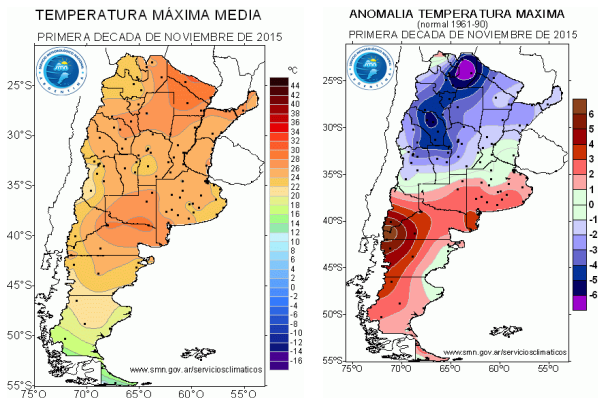 TEMPERATURA MÁXIMA MEDIA
PRIMERA DECADA DE NOVIEMBRE DE 2015
smn
25°S
30°S
35°S
40°S
45°S
50°S
55°S
75°O 70°O 65°O 60°O 55°O
°C
44
42
40
38
36
34
32
30
28
26
24
22
20
18
16
14
12
10
8
6
4
2
0
-2
-4
-6
-8
-10
-12
-14
-16
www.smn.gov.ar/serviciosclimaticos
ANOMALIA TEMPERATURA MAXIMA
(normal 1961-90)
PRIMERA DECADA DE NOVIEMBRE DE 2015
smn
25°S
30°S
35°S
40°S
45°S
50°S
55°S
70°O 65°O 60°O 55°O
6
5
4
3
2
1
0
-1
-2
-3
-4
-5
-6
www.smn.gov.ar/serviciosclimaticos